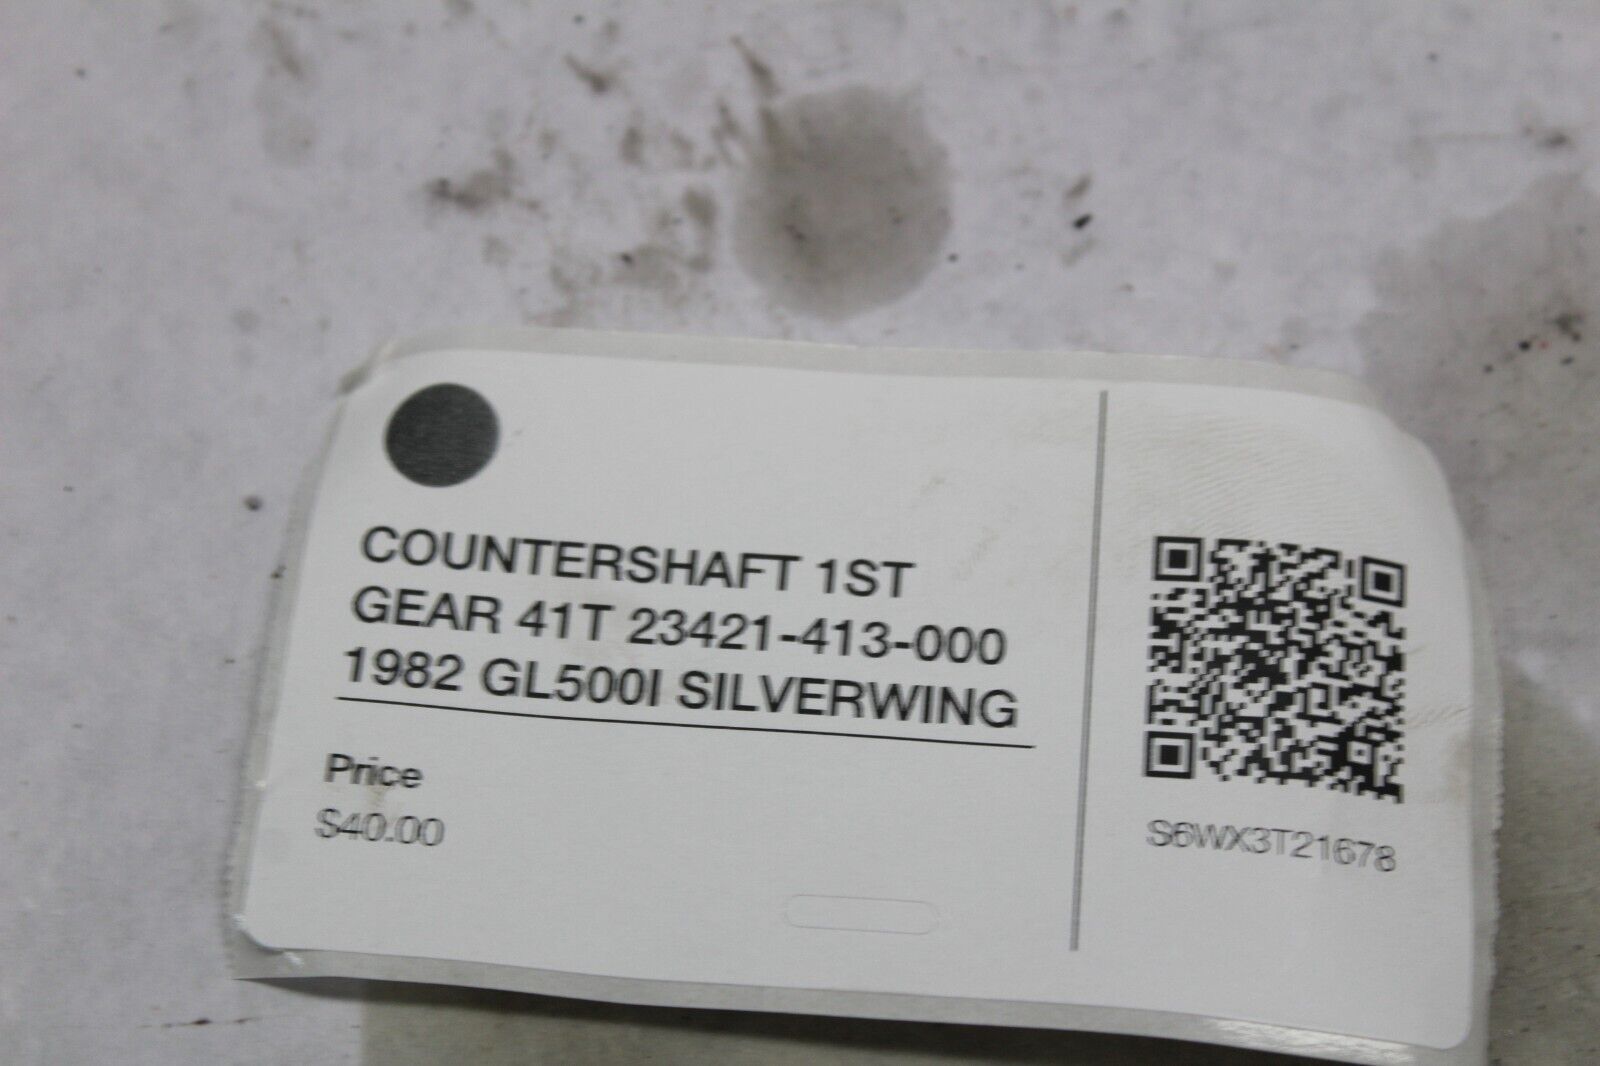 COUNTERSHAFT 1ST
GEAR 41T 23421-413-000
1982 GL500I SILVERWING
Price
$40.00
S6WX3T21678